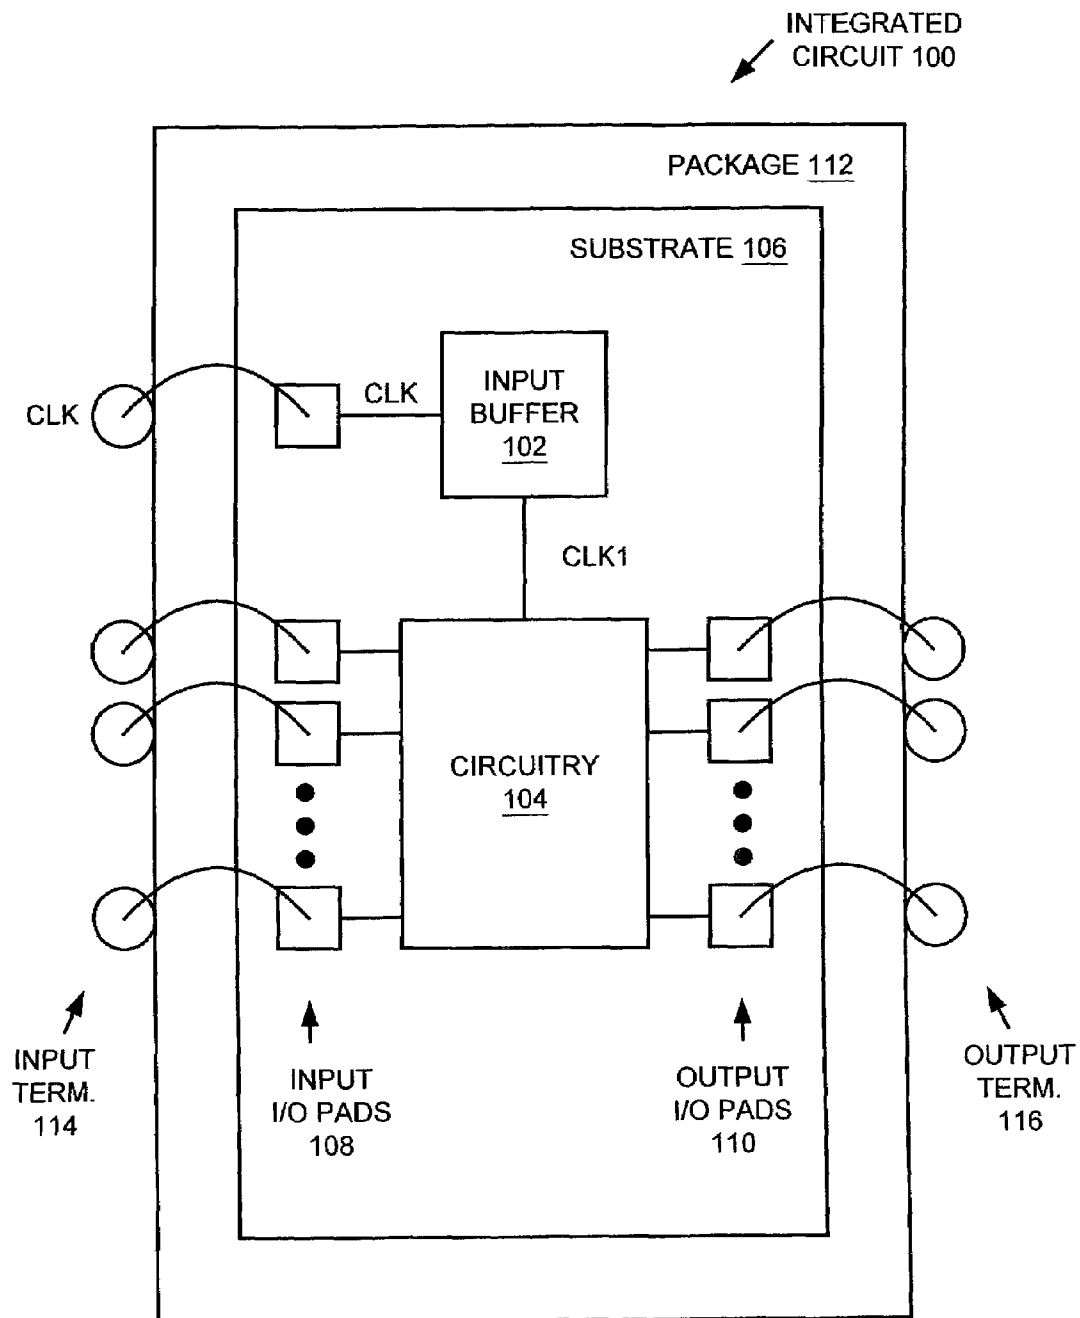 INTEGRATED
CIRCUIT 100
PACKAGE 112
SUBSTRATE 106
CLK
CLK
INPUT
BUFFER
102
CLK1
CIRCUITRY
104
INPUT
TERM.
114
INPUT
I/O PADS
108
OUTPUT
I/O PADS
110
OUTPUT
TERM.
116